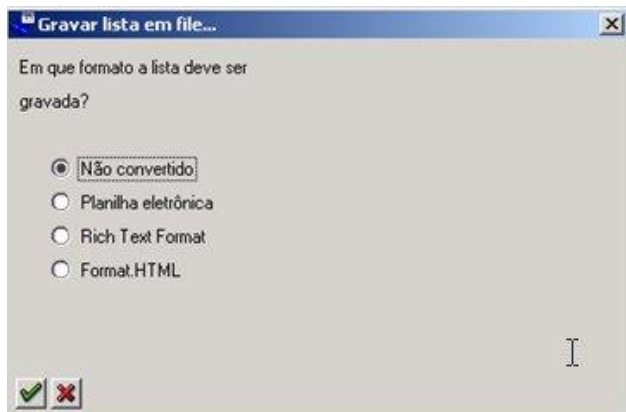 Gravar lista em file...
Em que formato a lista deve ser
gravada?
Não convertido
Planilha eletrônica
Rich Text Format
Format.HTML